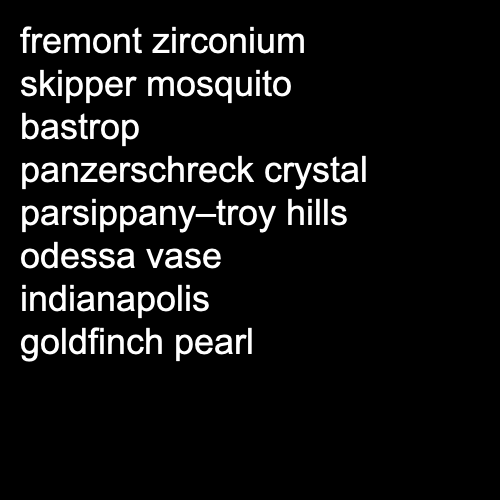 fremont zirconium
skipper mosquito
bastrop
panzerschreck crystal
parsippany–troy hills
odessa vase
indianapolis
goldfinch pearl